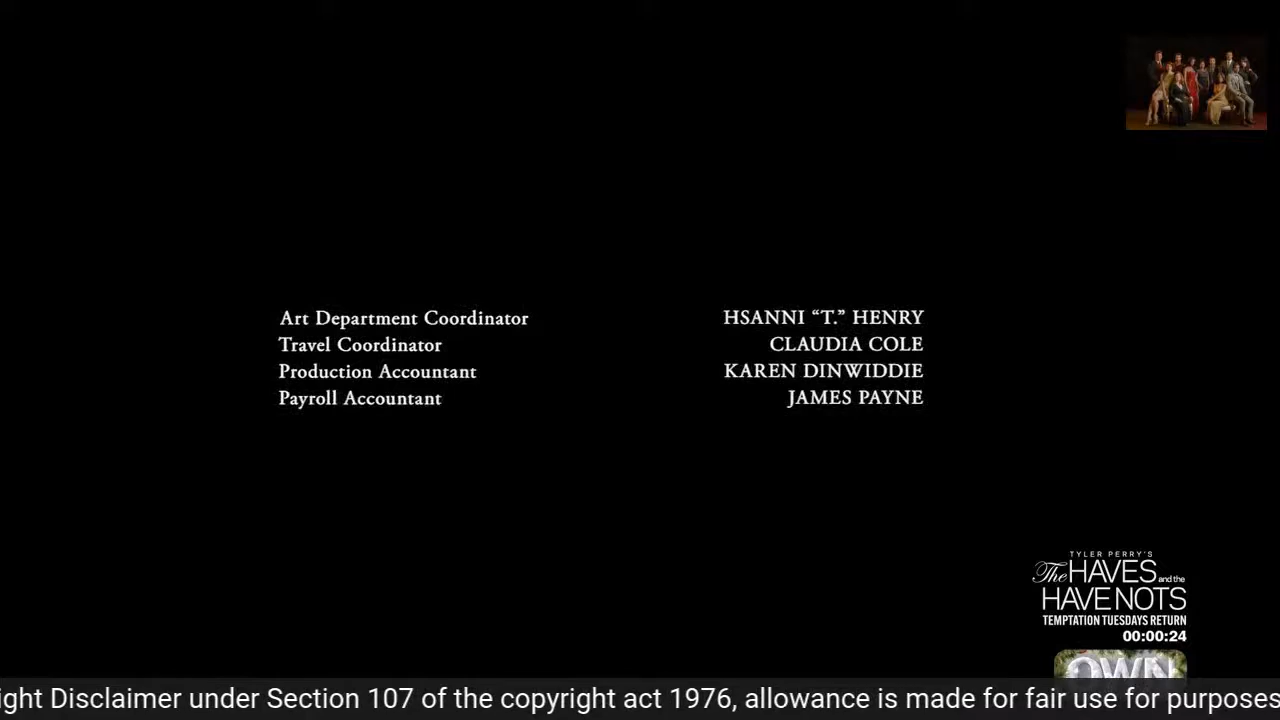 Art Department Coordinator HSANNI “T.” HENRY
Travel Coordinator CLAUDIA COLE
Production Accountant KAREN DINWIDDIE
Payroll Accountant JAMES PAYNE
TYLER PERRY'S
The HAVES and the
HAVE NOTS
TEMPTATION TUESDAYS RETURN
00:00:24
OWN
ight Disclaimer under Section 107 of the copyright act 1976, allowance is made for fair use for purposes